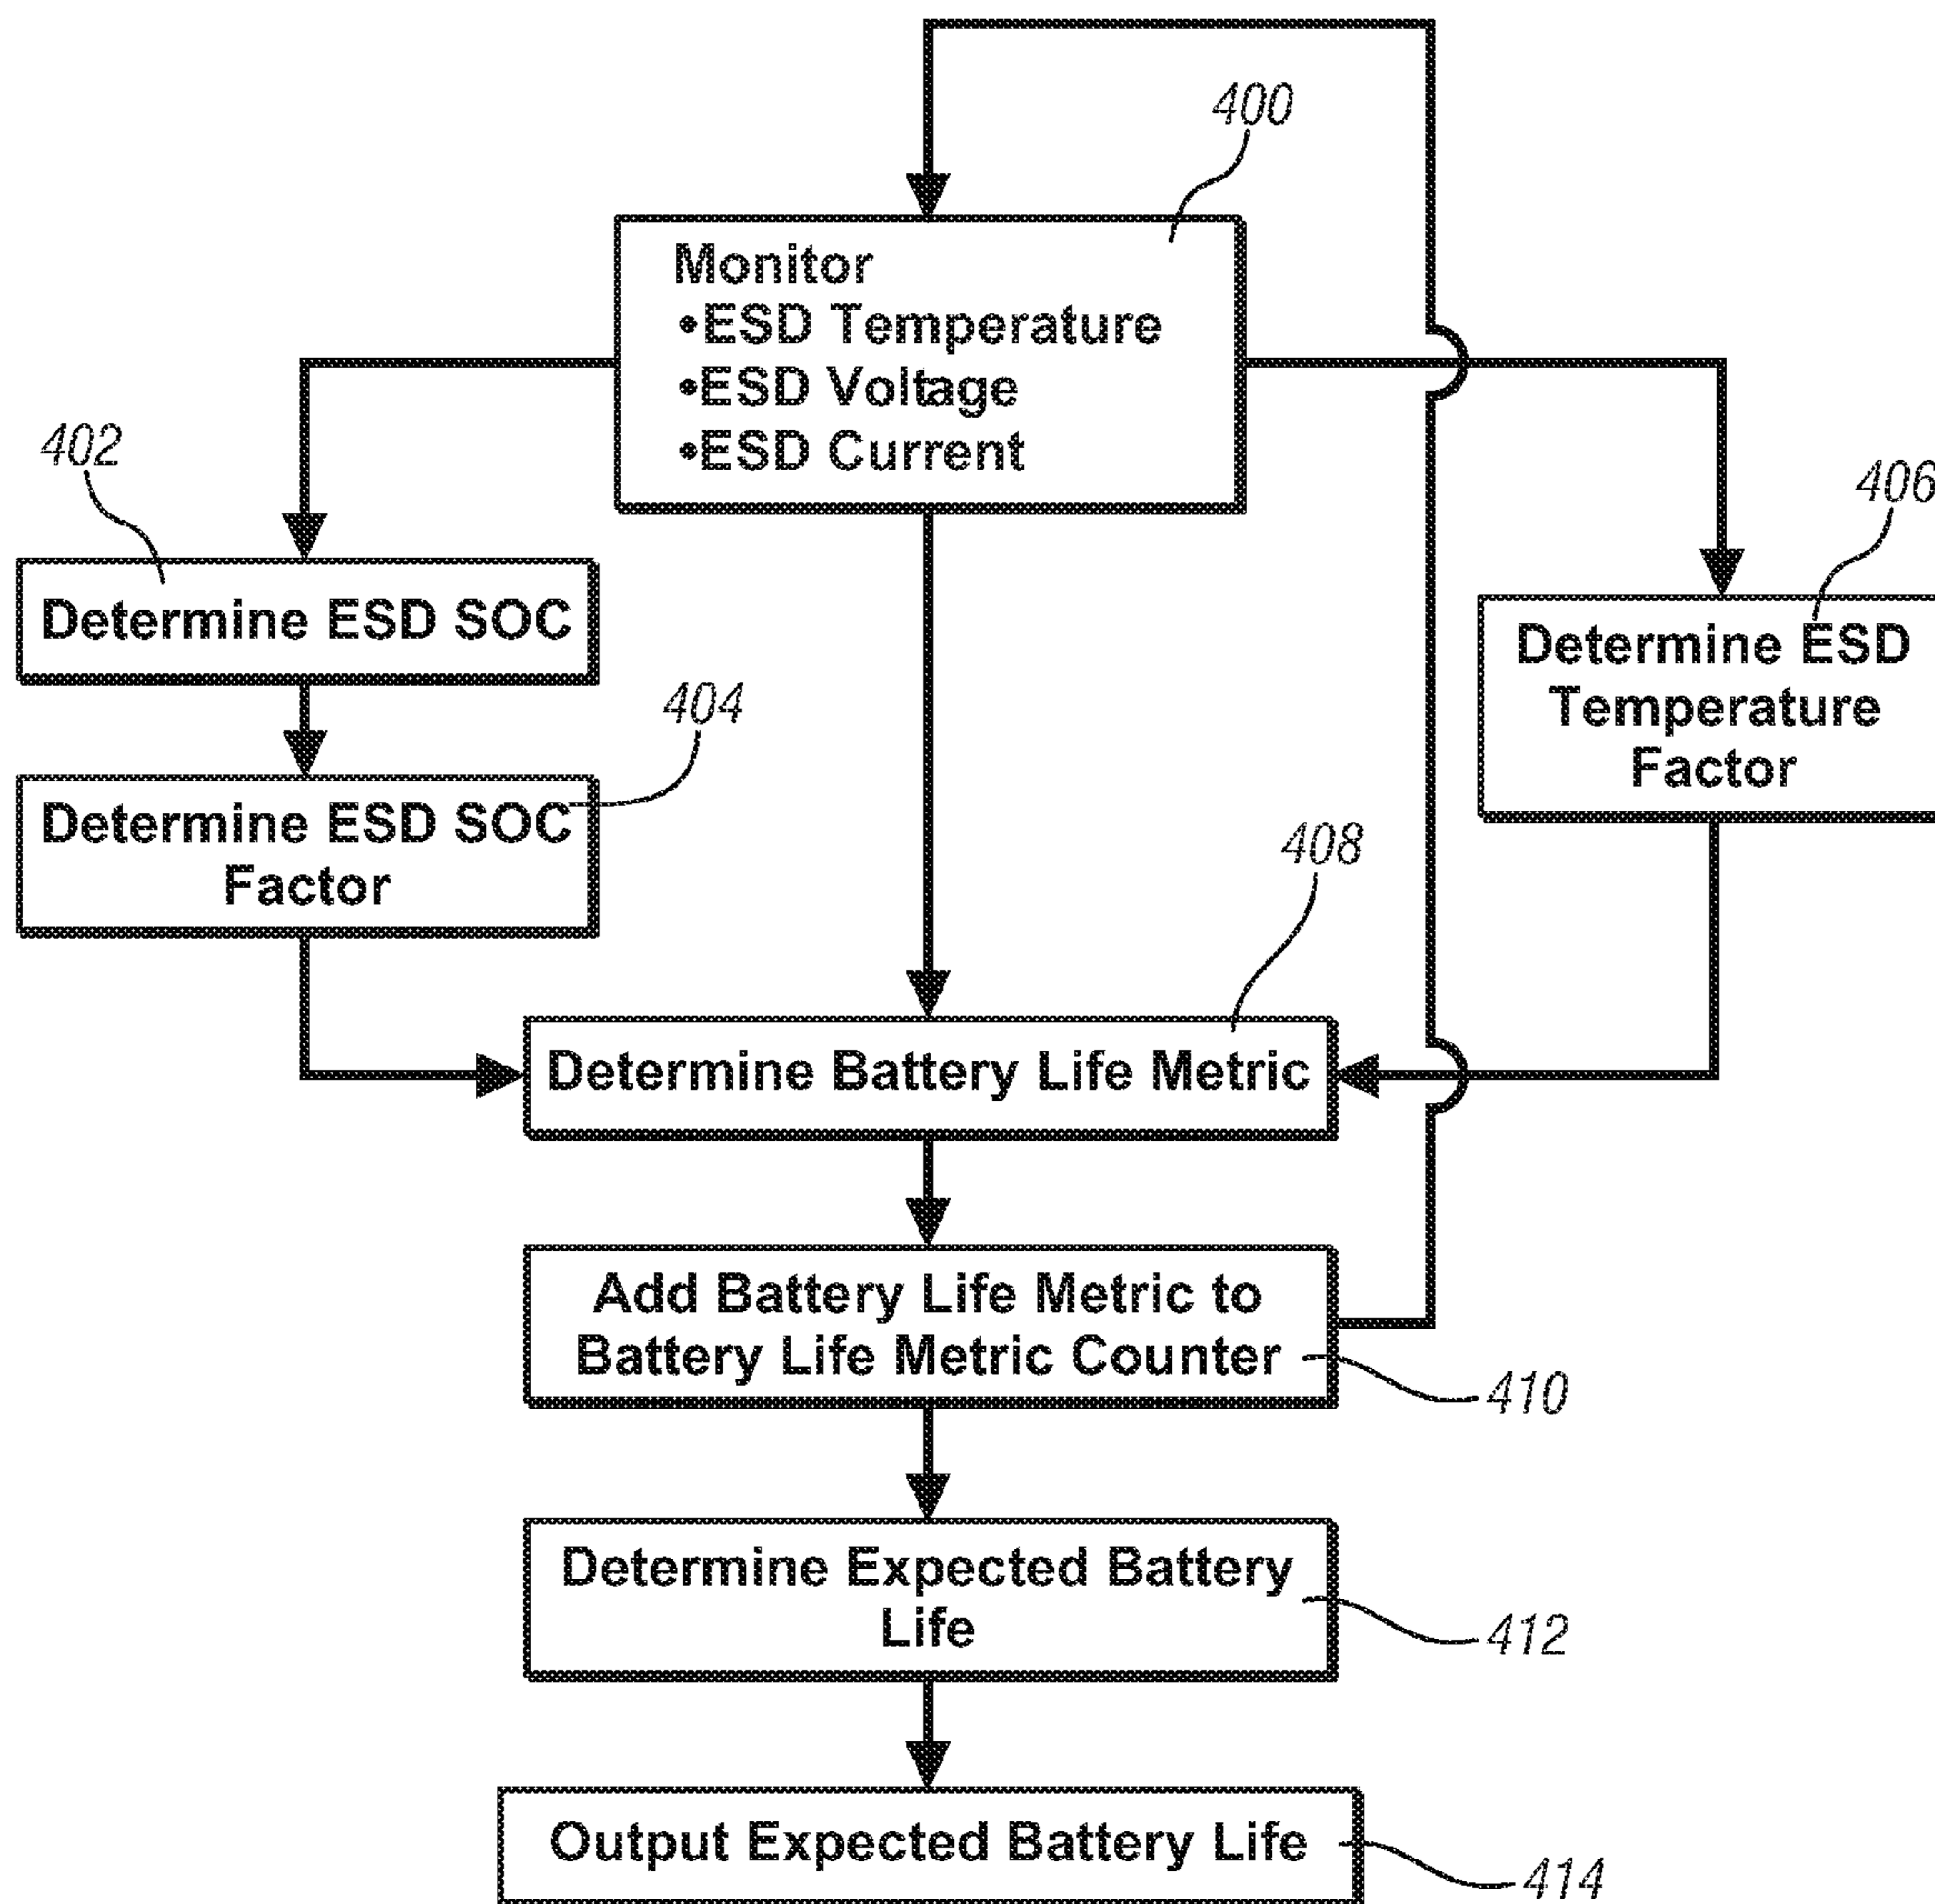 400
Monitor
•ESD Temperature
•ESD Voltage
•ESD Current
402
Determine ESD SOC
406
Determine ESD
Temperature
Factor
404
Determine ESD SOC
Factor
408
Determine Battery Life Metric
Add Battery Life Metric to
Battery Life Metric Counter
410
Determine Expected Battery
Life
412
Output Expected Battery Life
414